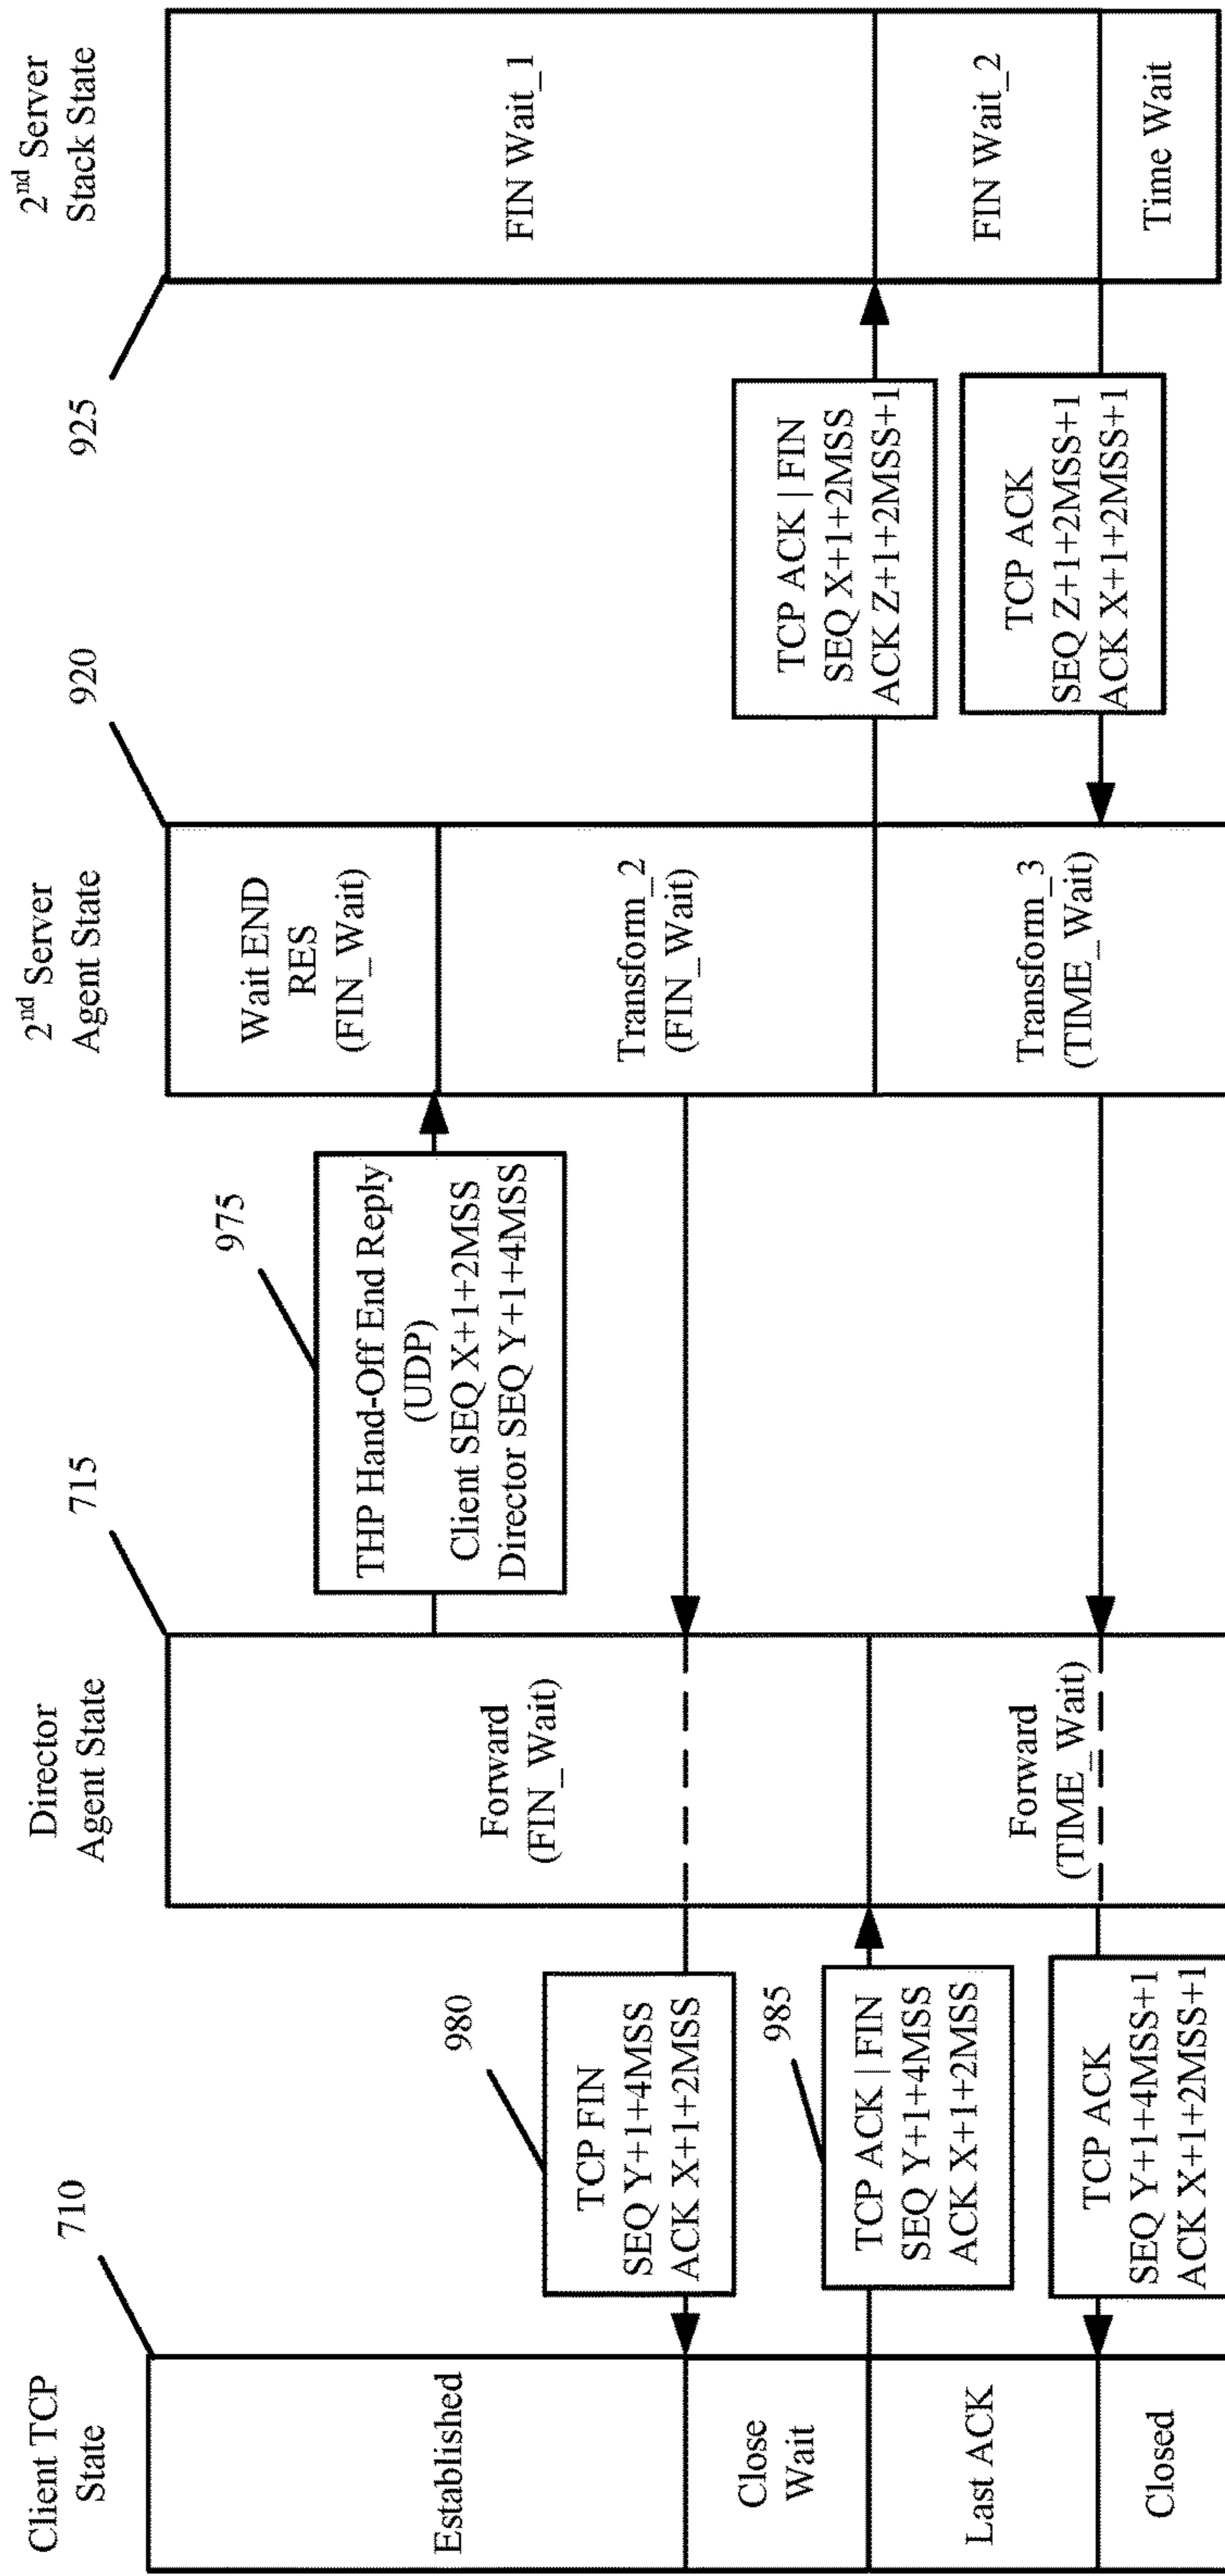 Client TCP
State
Director
Agent State
2nd Server
Agent State
2nd Server
Stack State
710
715
920
925
Established
Close
Wait
Last ACK
Closed
980
TCP FIN
SEQ Y+1+4MSS
ACK X+1+2MSS
985
TCP ACK | FIN
SEQ Y+1+4MSS
ACK X+1+2MSS
TCP ACK
SEQ Y+1+4MSS+1
ACK X+1+2MSS+1
Forward
(FIN_Wait)
Forward
(TIME_Wait)
975
THP Hand-Off End Reply
(UDP)
Client SEQ X+1+2MSS
Director SEQ Y+1+4MSS
Wait END
RES
(FIN_Wait)
Transform_2
(FIN_Wait)
Transform_3
(TIME_Wait)
TCP ACK | FIN
SEQ X+1+2MSS
ACK Z+1+2MSS+1
TCP ACK
SEQ Z+1+2MSS+1
ACK X+1+2MSS+1
FIN Wait_1
FIN Wait_2
Time Wait